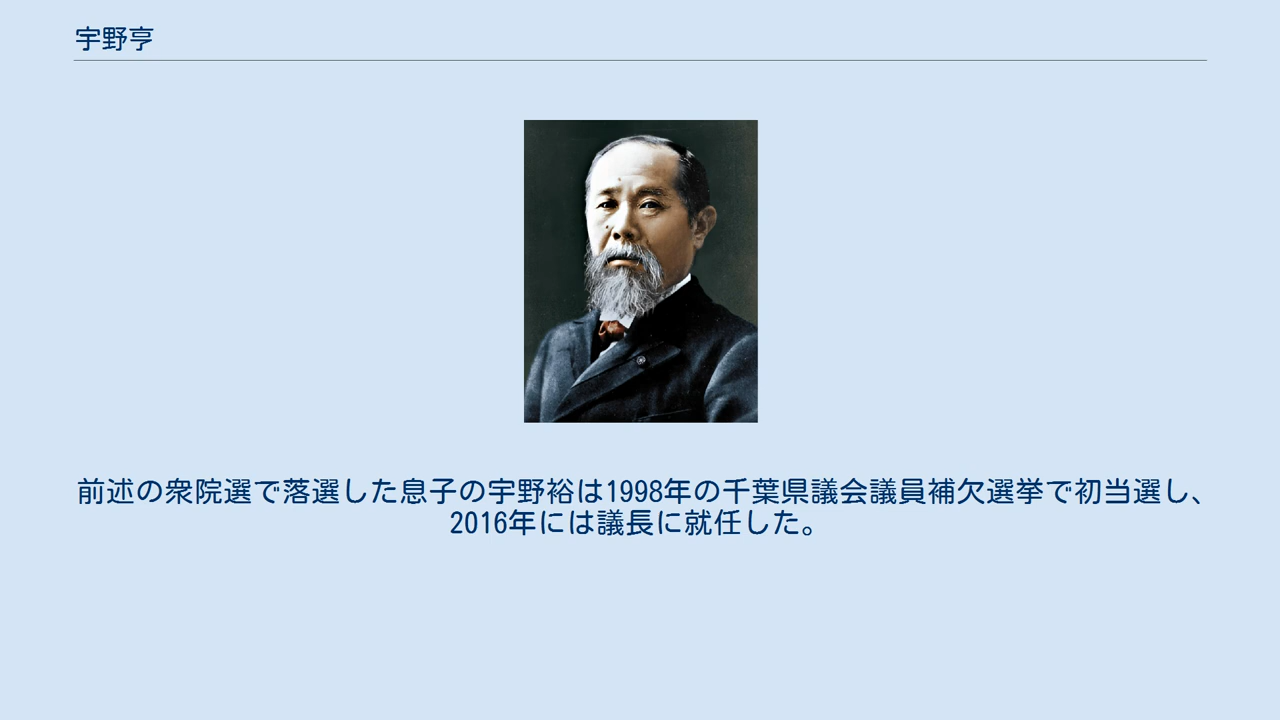 宇野亨
前述の衆院選で落選した息子の宇野裕は1998年の千葉県議会議員補欠選挙で初当選し、
2016年には議長に就任した。